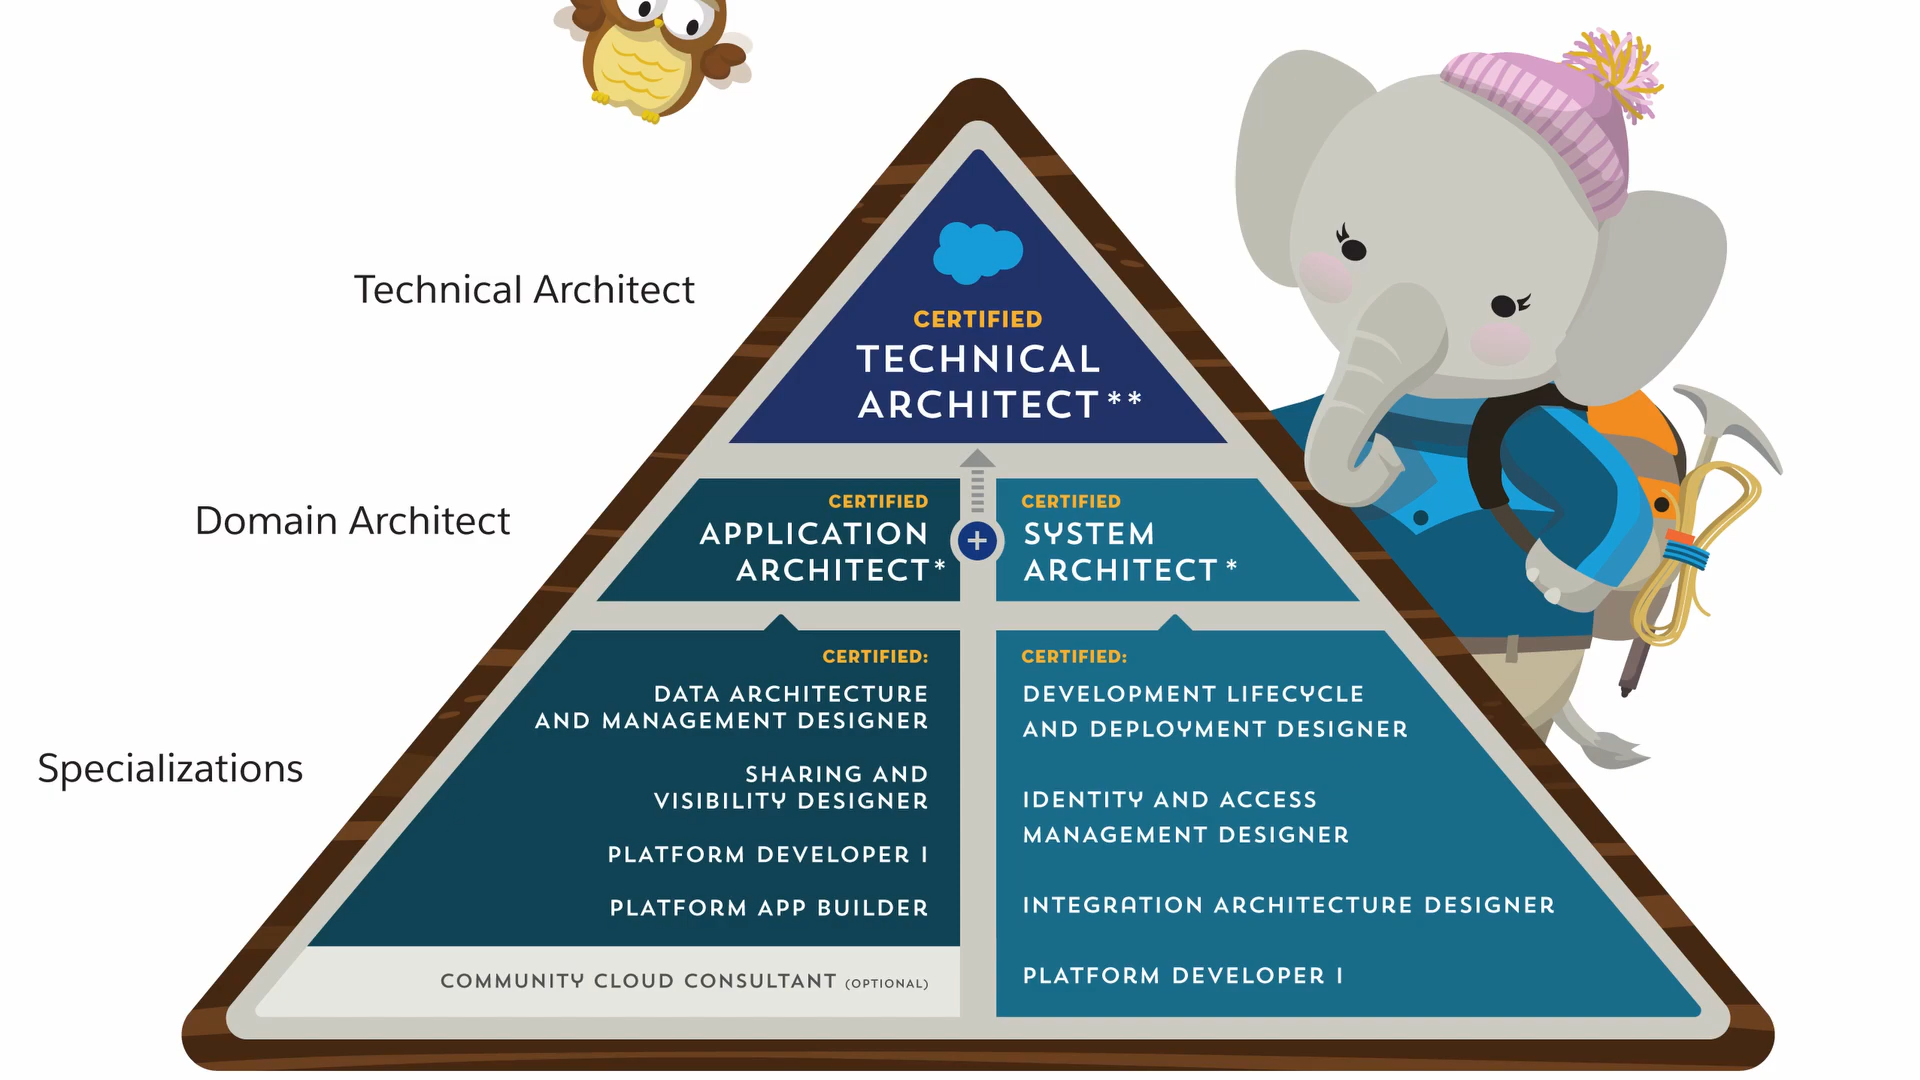 Technical Architect
CERTIFIED
TECHNICAL
ARCHITECT**
Domain Architect
CERTIFIED
APPLICATION
ARCHITECT*
+
CERTIFIED
SYSTEM
ARCHITECT*
Specializations
CERTIFIED:
DATA ARCHITECTURE
AND MANAGEMENT DESIGNER
SHARING AND
VISIBILITY DESIGNER
PLATFORM DEVELOPER I
PLATFORM APP BUILDER
COMMUNITY CLOUD CONSULTANT (OPTIONAL)
CERTIFIED:
DEVELOPMENT LIFECYCLE
AND DEPLOYMENT DESIGNER
IDENTITY AND ACCESS
MANAGEMENT DESIGNER
INTEGRATION ARCHITECTURE DESIGNER
PLATFORM DEVELOPER I